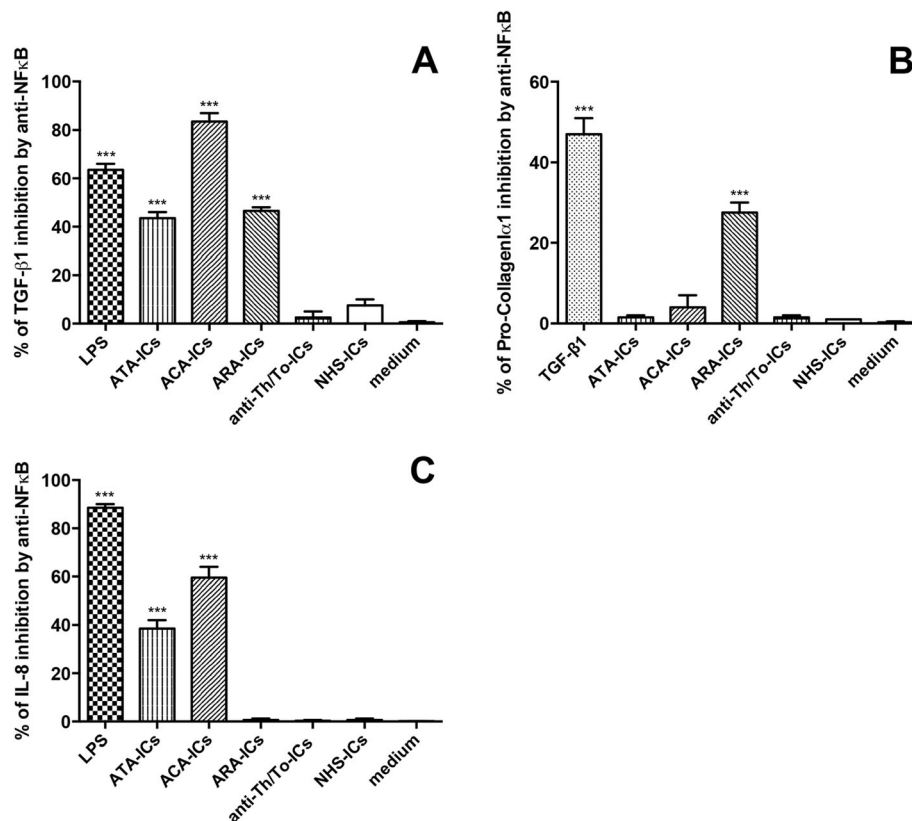 A
% of TGF-β1 inhibition by anti-NFκB
100
80
60
40
20
0
*** *** *** ***
LPS
ATA-ICs
ACA-ICs
ARA-ICs
anti-Th/To-ICs
NHS-ICs
medium
B
% of Pro-CollagenIα1 inhibition by anti-NFκB
60
40
20
0
*** ***
TGF-β1
ATA-ICs
ACA-ICs
ARA-ICs
anti-Th/To-ICs
NHS-ICs
medium
C
% of IL-8 inhibition by anti-NFκB
100
80
60
40
20
0
*** *** ***
LPS
ATA-ICs
ACA-ICs
ARA-ICs
anti-Th/To-ICs
NHS-ICs
medium